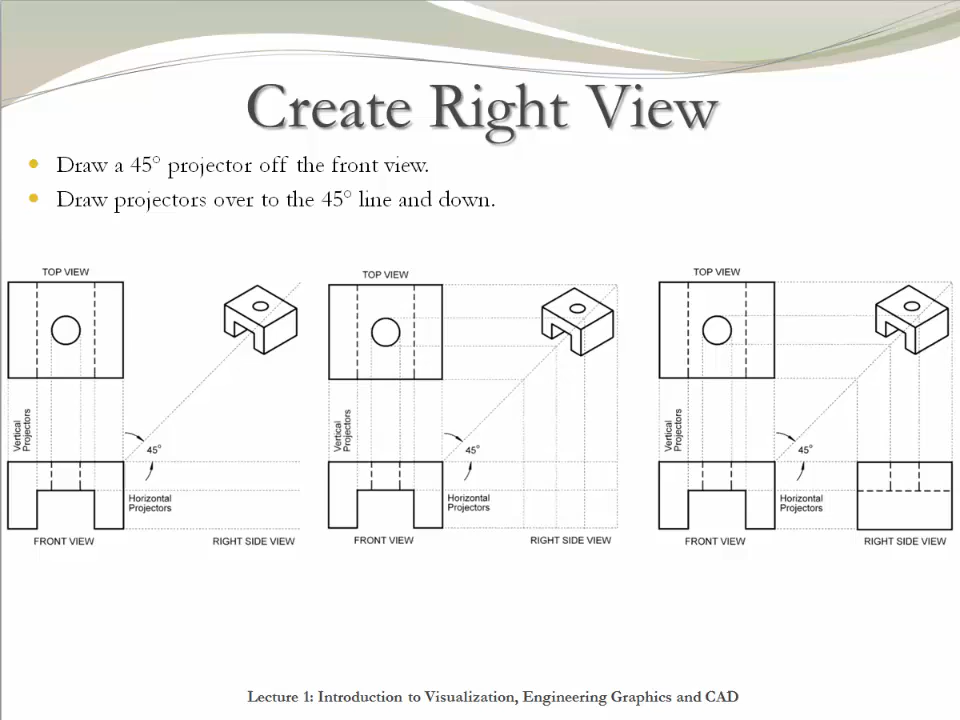 Create Right View
Draw a 45° projector off the front view.
Draw projectors over to the 45° line and down.
TOP VIEW
Vertical
Projectors
45°
Horizontal
Projectors
FRONT VIEW
RIGHT SIDE VIEW
TOP VIEW
Vertical
Projectors
45°
Horizontal
Projectors
FRONT VIEW
RIGHT SIDE VIEW
TOP VIEW
Vertical
Projectors
45°
Horizontal
Projectors
FRONT VIEW
RIGHT SIDE VIEW
Lecture 1: Introduction to Visualization, Engineering Graphics and CAD